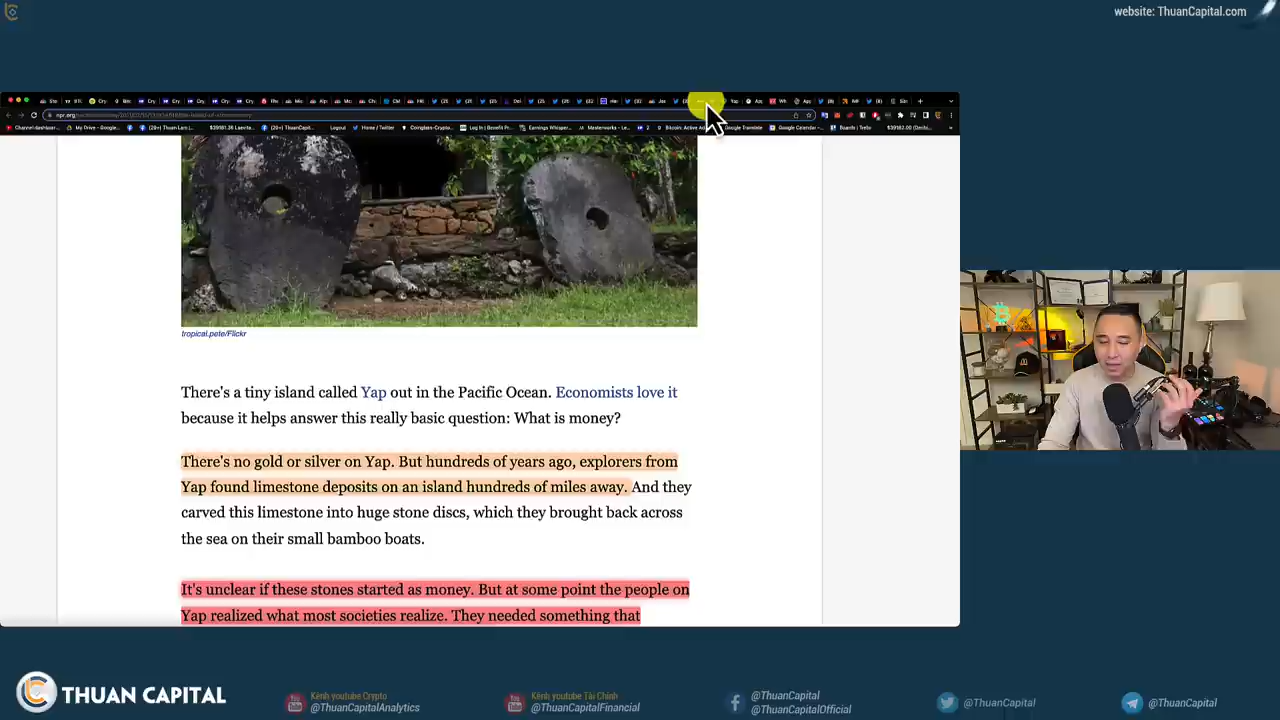 website: ThuanCapital.com
tropical.pete/Flickr
There's a tiny island called Yap out in the Pacific Ocean. Economists love it
because it helps answer this really basic question: What is money?
There's no gold or silver on Yap. But hundreds of years ago, explorers from
Yap found limestone deposits on an island hundreds of miles away. And they
carved this limestone into huge stone discs, which they brought back across
the sea on their small bamboo boats.
It's unclear if these stones started as money. But at some point the people on
Yap realized what most societies realize. They needed something that
THUAN CAPITAL
Kênh youtube Crypto
@ThuanCapitalAnalytics
Kênh youtube Tài Chính
@ThuanCapitalFinancial
@ThuanCapital
@ThuanCapitalOfficial
@ThuanCapital
@ThuanCapital